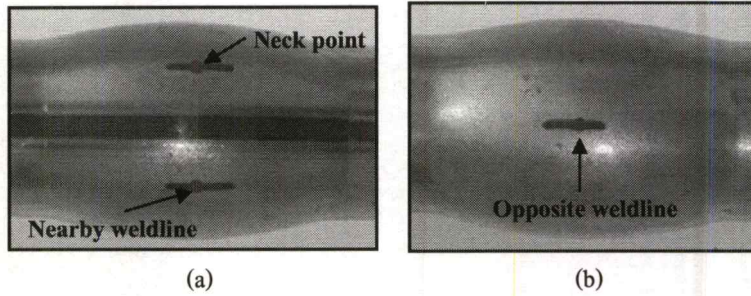 Neck point
Nearby weldline
Opposite weldline
(a)
(b)